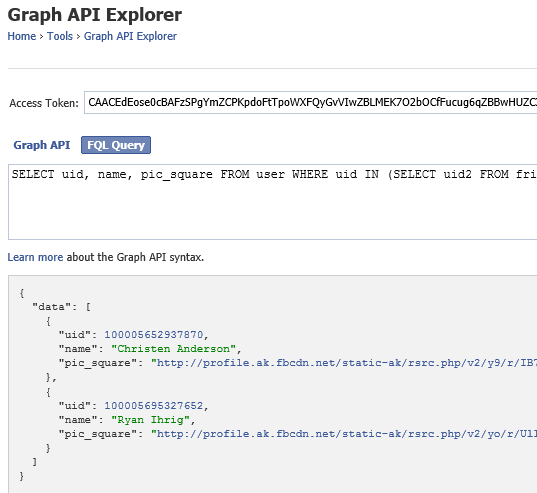 Graph API Explorer
Home › Tools › Graph API Explorer
Access Token: CAACEdEose0cBAFzSPgYmZCPKpdoFtTpoWXFQyGvVIwZBLMEK7O2bOCfFucug6qZBBwHUZC
Graph API FQL Query
SELECT uid, name, pic_square FROM user WHERE uid IN (SELECT uid2 FROM fri
Learn more about the Graph API syntax.
{
"data": [
{
"uid": 100005652937870,
"name": "Christen Anderson",
"pic_square": "http://profile.ak.fbcdn.net/static-ak/rsrc.php/v2/y9/r/IB
},
{
"uid": 100005695327652,
"name": "Ryan Ihrig",
"pic_square": "http://profile.ak.fbcdn.net/static-ak/rsrc.php/v2/yo/r/Ul
}
]
}